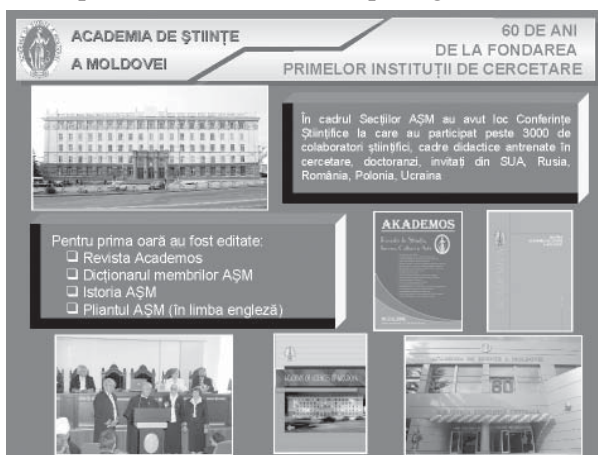 ACADEMIA DE ŞTIINŢE
A MOLDOVEI
60 DE ANI
DE LA FONDAREA
PRIMELOR INSTITUŢII DE CERCETARE
În cadrul Secţiilor AŞM au avut loc Conferinţe
Ştiinţifice la care au participat peste 3000 de
colaboratori ştiinţifici, cadre didactice antrenate în
cercetare, doctoranzi, invitaţi din SUA, Rusia,
România, Polonia, Ucraina
Pentru prima oară au fost editate:
❑ Revista Academos
❑ Dicţionarul membrilor AŞM
❑ Istoria AŞM
❑ Pliantul AŞM (în limba engleză)
AKADEMOS
60